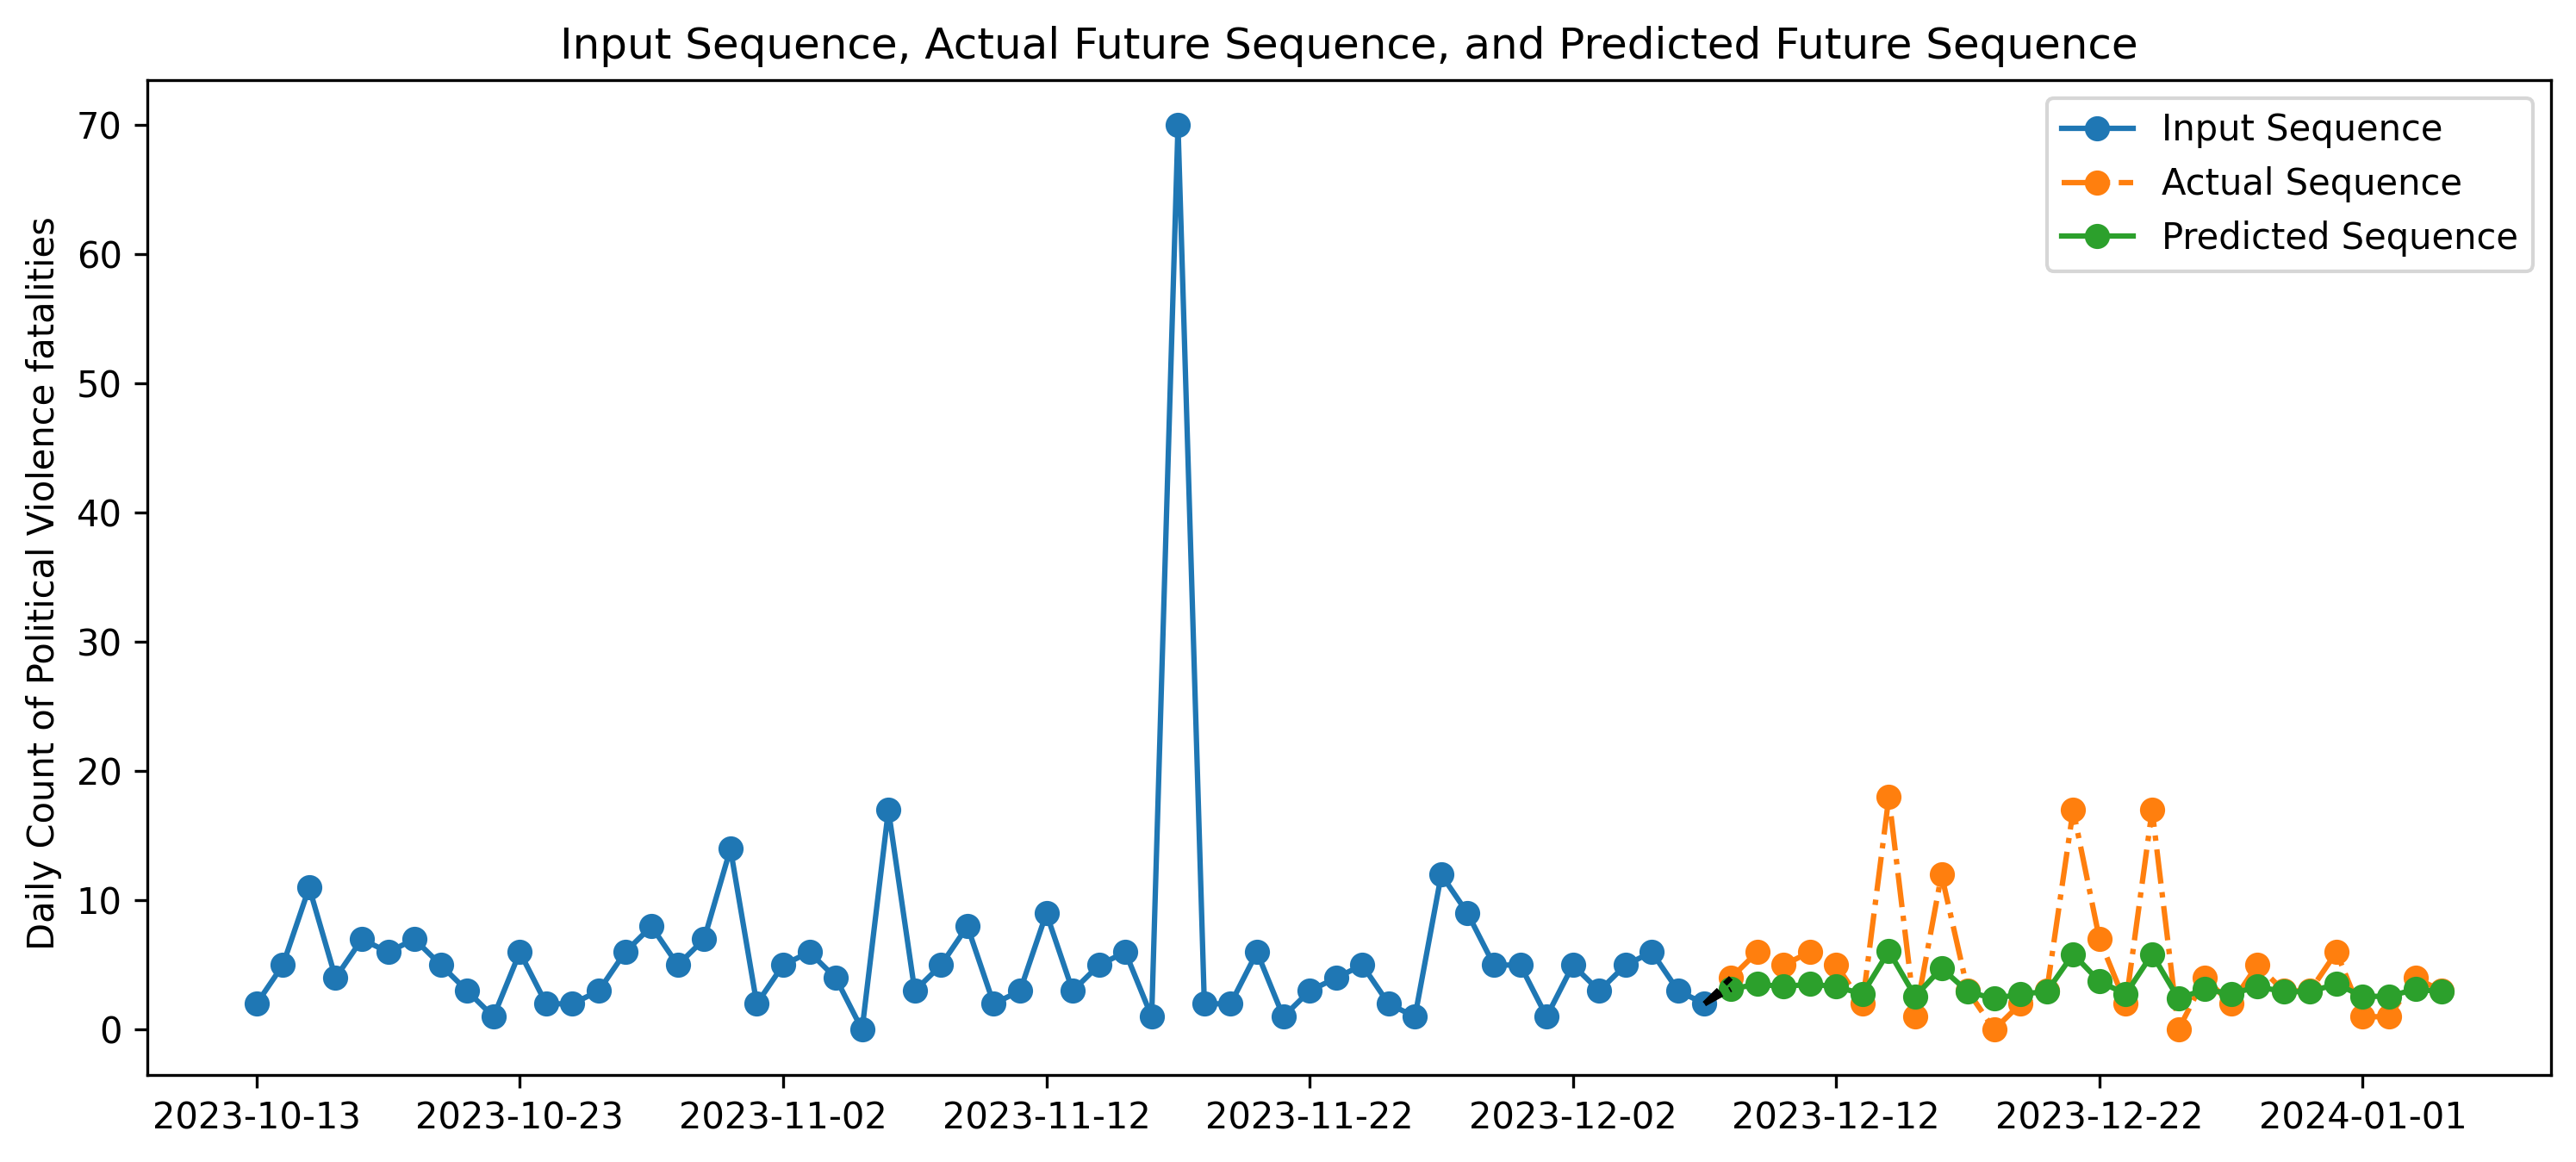 Input Sequence, Actual Future Sequence, and Predicted Future Sequence
Daily Count of Political Violence fatalities
70
60
50
40
30
20
10
0
Input Sequence
Actual Sequence
Predicted Sequence
2023-10-13 2023-10-23 2023-11-02 2023-11-12 2023-11-22 2023-12-02 2023-12-12 2023-12-22 2024-01-01